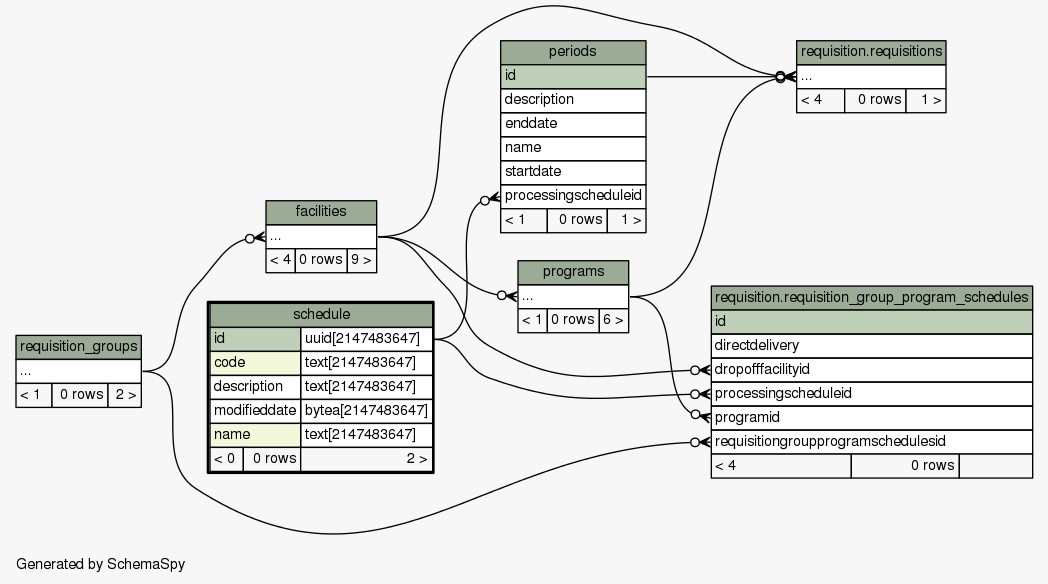 periods
id
description
enddate
name
startdate
processingscheduleid
< 1 0 rows 1 >
requisition.requisitions
...
< 4 0 rows 1 >
facilities
...
< 4 0 rows 9 >
programs
...
< 1 0 rows 6 >
schedule
id uuid[2147483647]
code text[2147483647]
description text[2147483647]
modifieddate bytea[2147483647]
name text[2147483647]
< 0 0 rows 2 >
requisition_groups
...
< 1 0 rows 2 >
requisition.requisition_group_program_schedules
id
directdelivery
dropofffacilityid
processingscheduleid
programid
requisitiongroupprogramschedulesid
< 4 0 rows
Generated by SchemaSpy